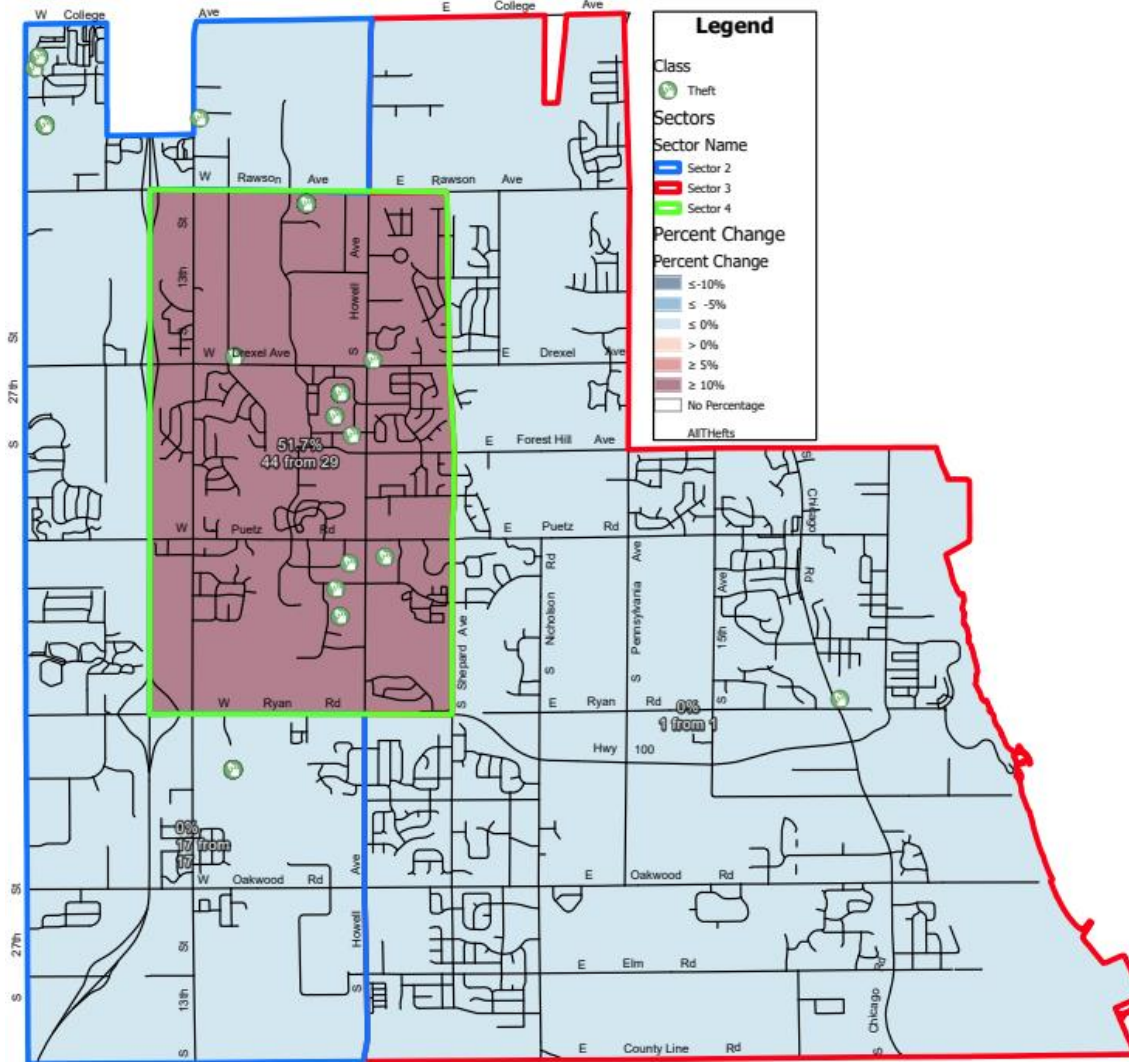 W College Ave
E College Ave
Legend
Class
Theft
Sectors
Sector Name
Sector 2
Sector 3
Sector 4
Percent Change
Percent Change
≤-10%
≤ -5%
≤ 0%
> 0%
≥ 5%
≥ 10%
No Percentage
AllTHefts
W Rawson Ave
E Rawson Ave
S 13th St
S Howell Ave
S 27th St
W Drexel Ave
E Drexel Ave
E Forest Hill Ave
51.7%
44 from 29
W Puetz Rd
E Puetz Rd
S Chicago Rd
S Shepard Ave
S Nicholson Rd
S Pennsylvania Ave
S 15th Ave
W Ryan Rd
E Ryan Rd
0%
1 from 1
Hwy 100
0%
17 from
17
W Oakwood Rd
E Oakwood Rd
S 27th St
S 13th St
S Howell Ave
E Elm Rd
S Chicago Rd
E County Line Rd